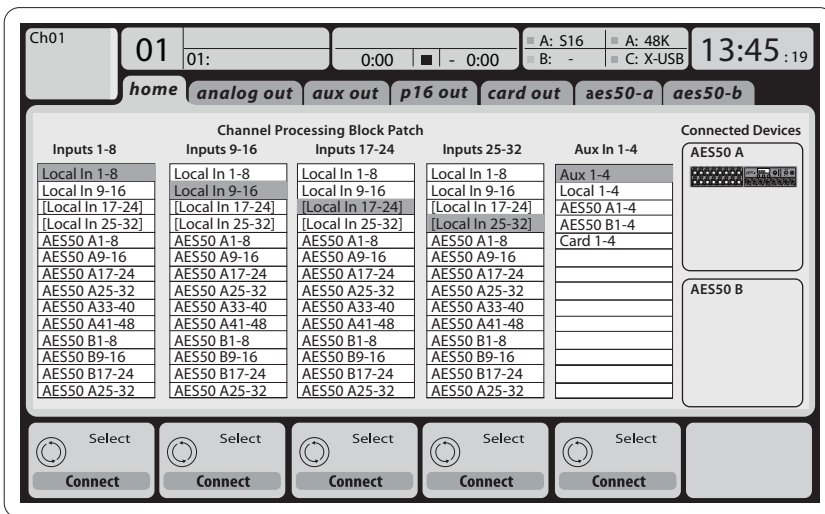 Ch01
01
01:
0:00 - 0:00
A: S16 A: 48K
B: - C: X-USB
13:45 :19
home analog out aux out p16 out card out aes50-a aes50-b
Channel Processing Block Patch
Connected Devices
Inputs 1-8 Inputs 9-16 Inputs 17-24 Inputs 25-32 Aux In 1-4
AES50 A
Local In 1-8 Local In 1-8 Local In 1-8 Local In 1-8 Aux 1-4
Local In 9-16 Local In 9-16 Local In 9-16 Local In 9-16 Local 1-4
[Local In 17-24] [Local In 17-24] [Local In 17-24] [Local In 17-24] AES50 A1-4
[Local In 25-32] [Local In 25-32] [Local In 25-32] [Local In 25-32] AES50 B1-4
AES50 A1-8 AES50 A1-8 AES50 A1-8 AES50 A1-8 Card 1-4
AES50 A9-16 AES50 A9-16 AES50 A9-16 AES50 A9-16
AES50 A17-24 AES50 A17-24 AES50 A17-24 AES50 A17-24
AES50 A25-32 AES50 A25-32 AES50 A25-32 AES50 A25-32
AES50 B
AES50 A33-40 AES50 A33-40 AES50 A33-40 AES50 A33-40
AES50 A41-48 AES50 A41-48 AES50 A41-48 AES50 A41-48
AES50 B1-8 AES50 B1-8 AES50 B1-8 AES50 B1-8
AES50 B9-16 AES50 B9-16 AES50 B9-16 AES50 B9-16
AES50 B17-24 AES50 B17-24 AES50 B17-24 AES50 B17-24
AES50 A25-32 AES50 A25-32 AES50 A25-32 AES50 A25-32
Select Select Select Select Select
Connect Connect Connect Connect Connect